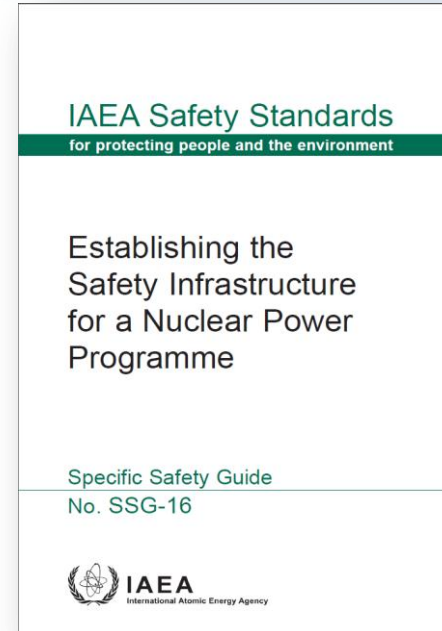 IAEA Safety Standards
for protecting people and the environment
Establishing the
Safety Infrastructure
for a Nuclear Power
Programme
Specific Safety Guide
No. SSG-16
IAEA
International Atomic Energy Agency